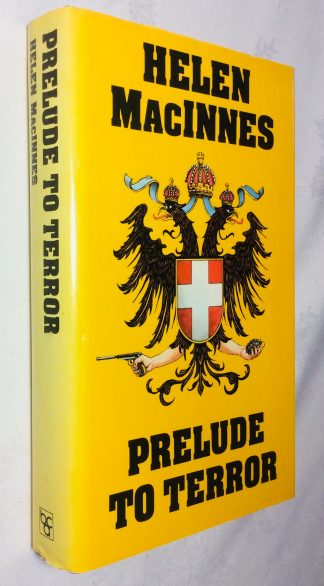 HELEN
MACINNES
PRELUDE
TO TERROR
PRELUDE TO TERROR
HELEN MACINNES